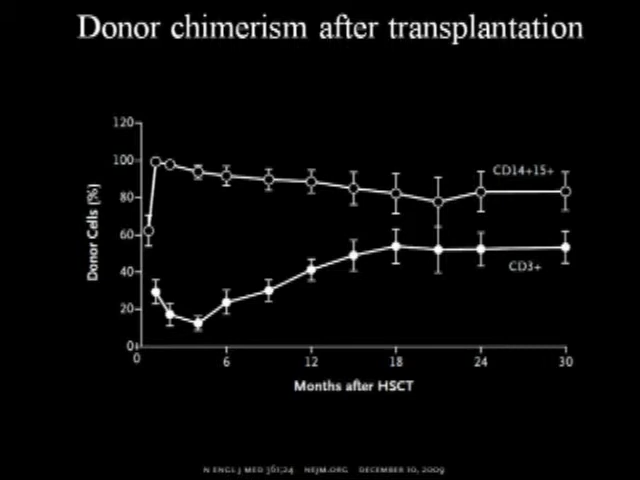 Donor chimerism after transplantation
120
100
80
60
40
20
0
Donor Cells (%)
CD14+15+
CD3+
0 6 12 18 24 30
Months after HSCT
N ENGL J MED 361;24 NEJM.ORG DECEMBER 10, 2009